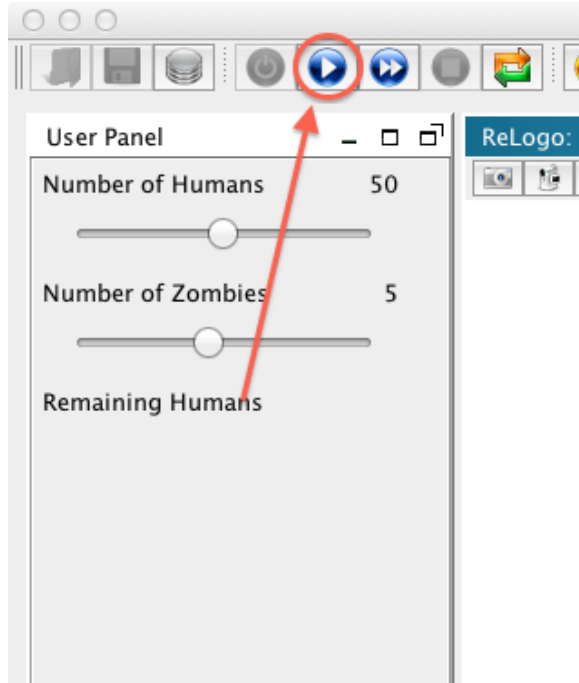 User Panel
ReLogo:
Number of Humans 50
Number of Zombies 5
Remaining Humans